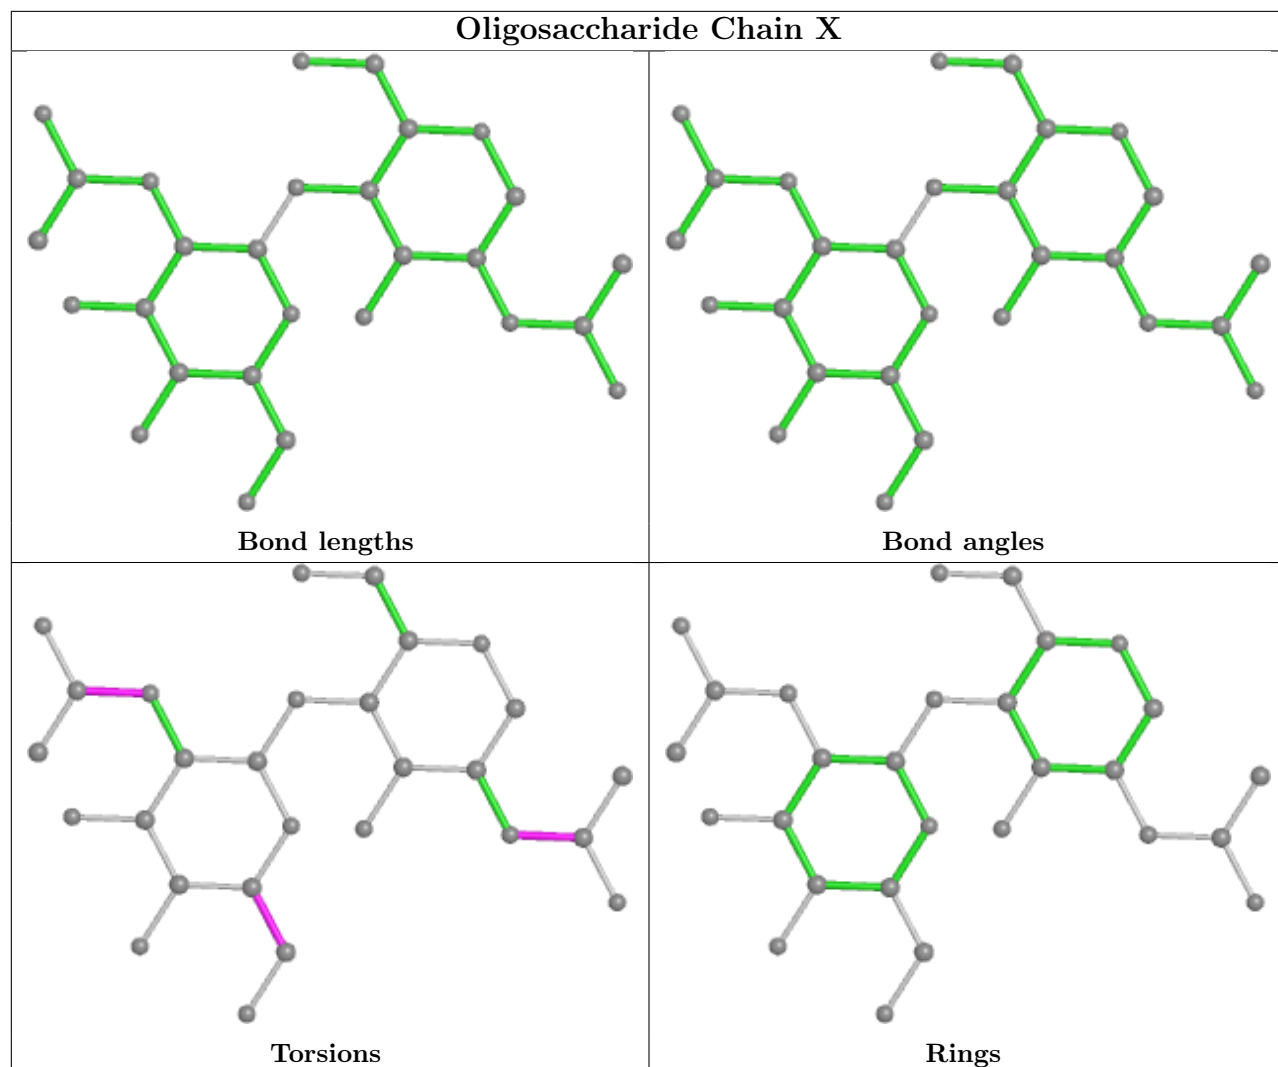 Oligosaccharide Chain X
Bond lengths
Bond angles
Torsions
Rings